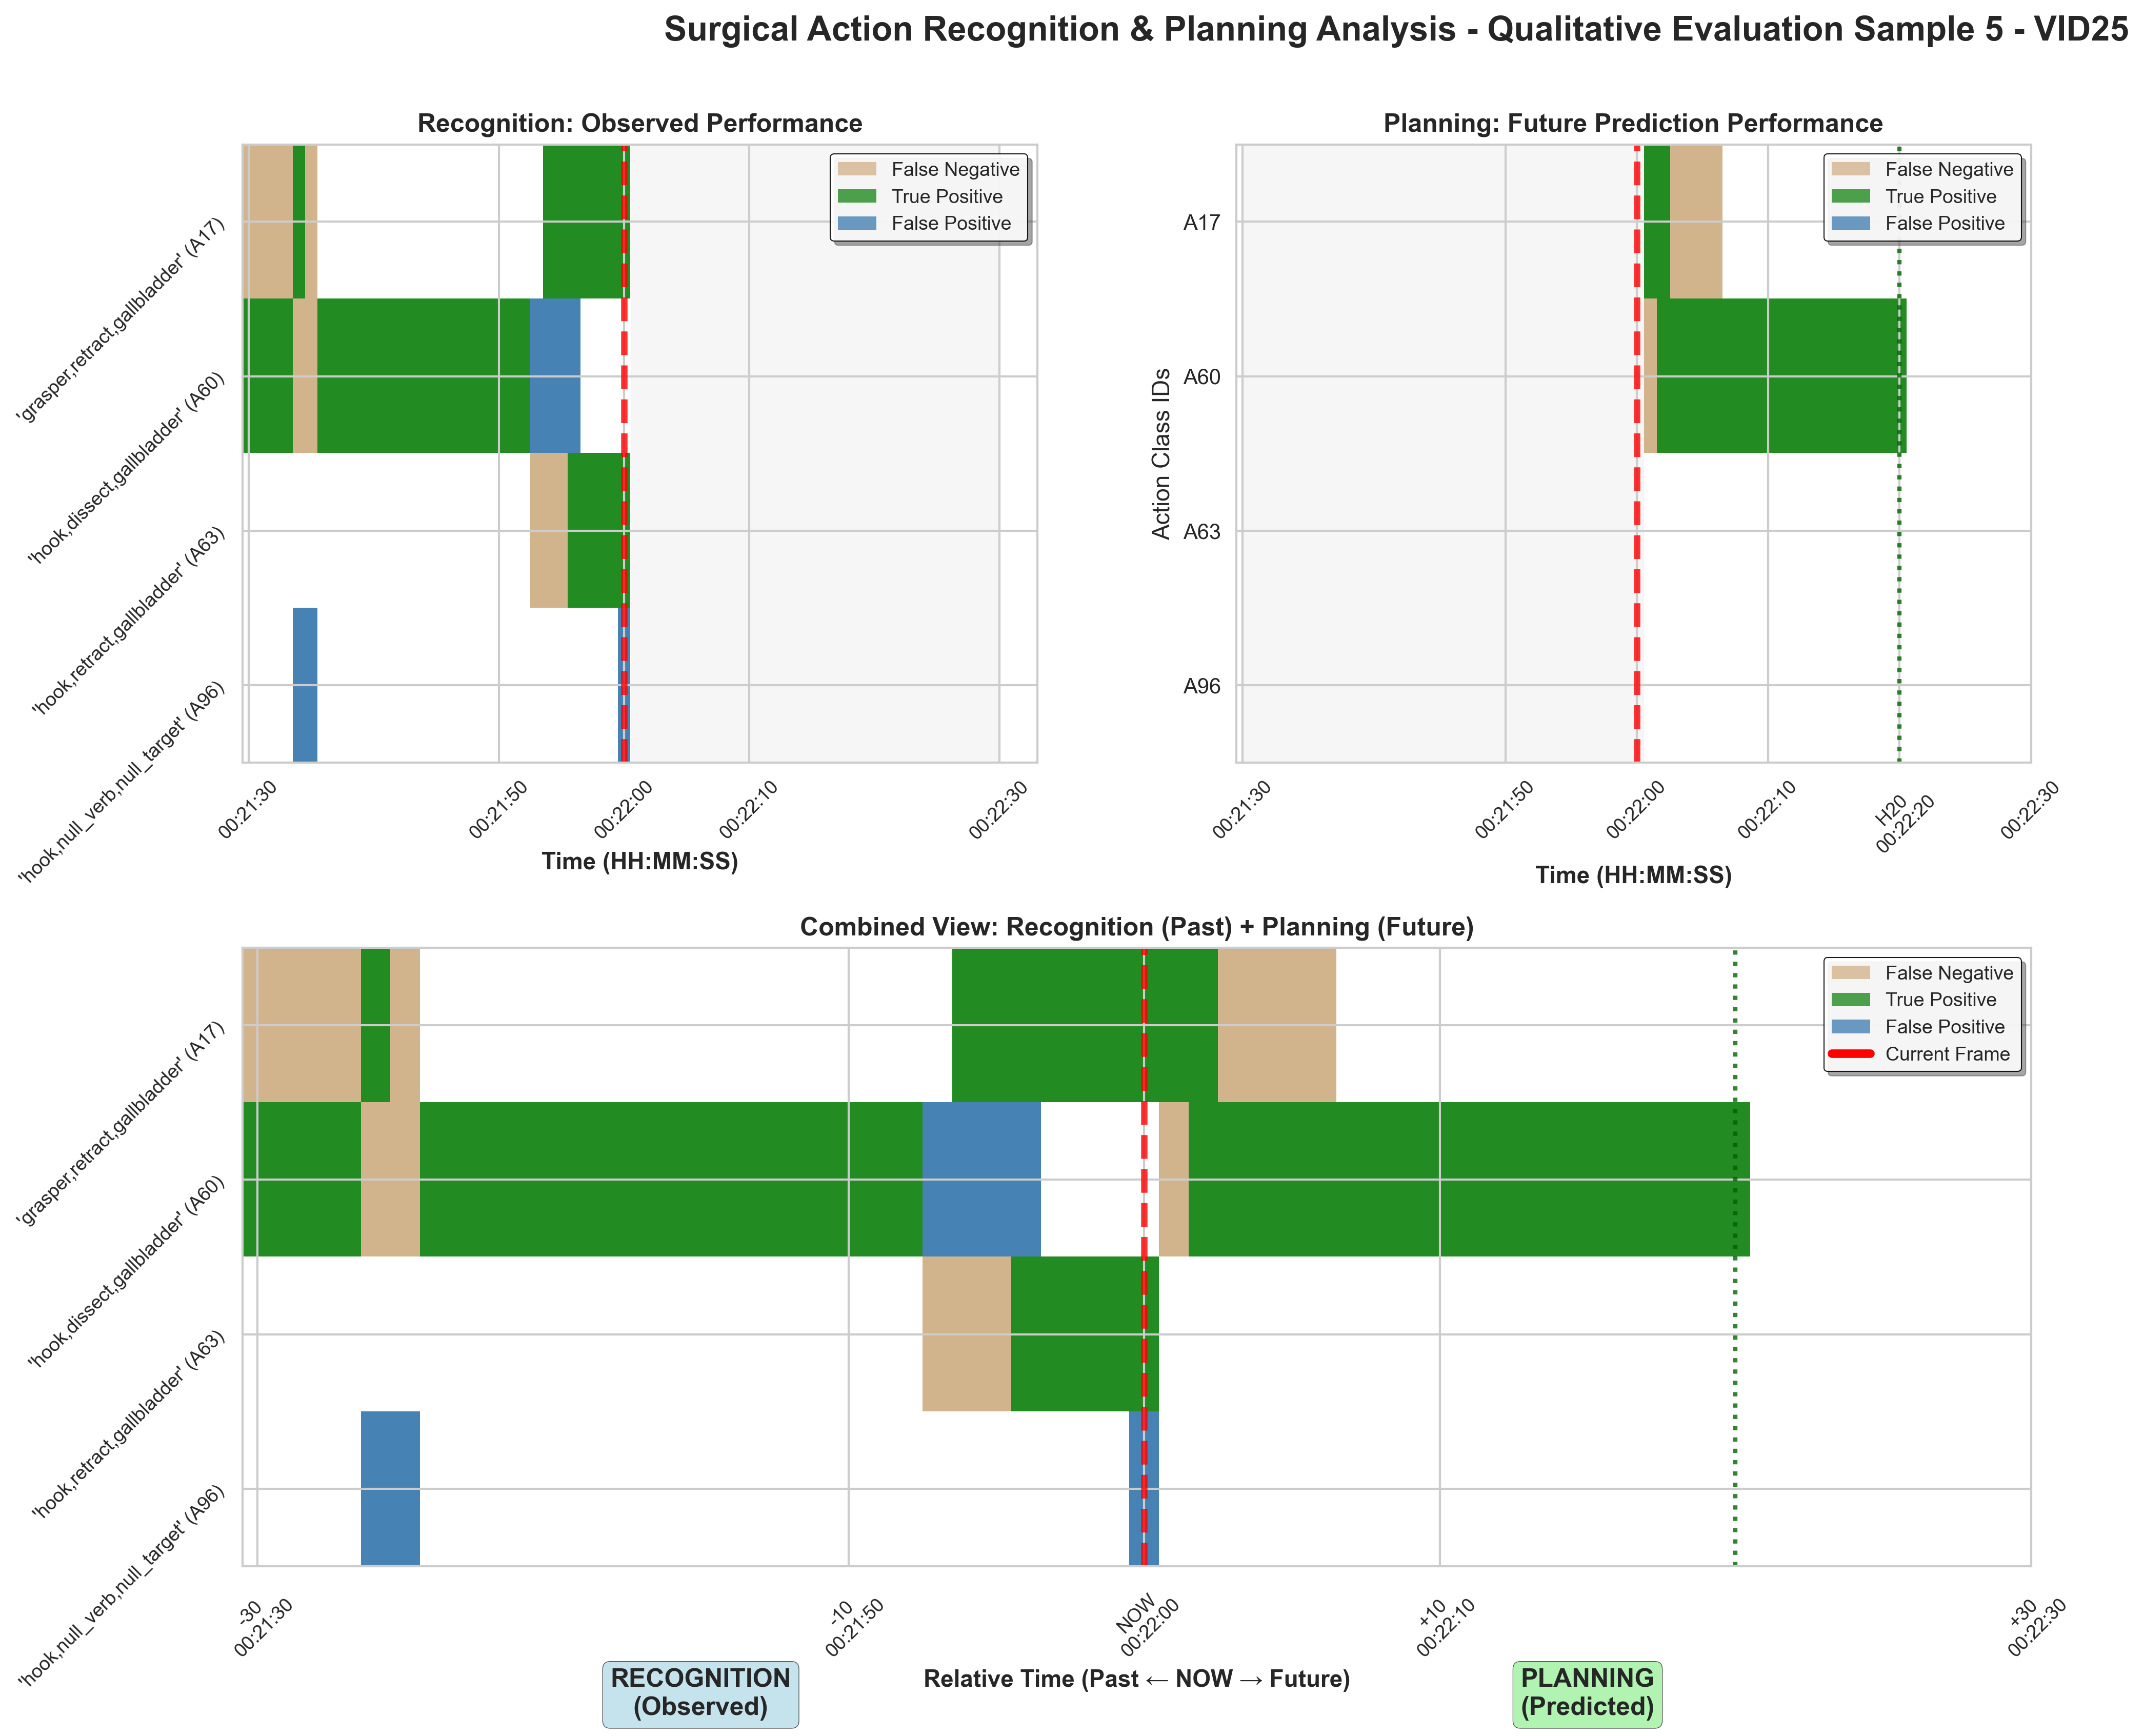 Surgical Action Recognition & Planning Analysis - Qualitative Evaluation Sample 5 - VID25
Recognition: Observed Performance
False Negative
True Positive
False Positive
'grasper,retract,gallbladder' (A17)
'hook,dissect,gallbladder' (A60)
'hook,retract,gallbladder' (A63)
'hook,null_verb,null_target' (A96)
00:21:30
00:21:50
00:22:00
00:22:10
00:22:30
Time (HH:MM:SS)
Planning: Future Prediction Performance
False Negative
True Positive
False Positive
Action Class IDs
A17
A60
A63
A96
00:21:30
00:21:50
00:22:00
00:22:10
H20
00:22:20
00:22:30
Time (HH:MM:SS)
Combined View: Recognition (Past) + Planning (Future)
False Negative
True Positive
False Positive
Current Frame
'grasper,retract,gallbladder' (A17)
'hook,dissect,gallbladder' (A60)
'hook,retract,gallbladder' (A63)
'hook,null_verb,null_target' (A96)
-30
00:21:30
-10
00:21:50
NOW
00:22:00
+10
00:22:10
+30
00:22:30
Relative Time (Past ← NOW → Future)
RECOGNITION
(Observed)
PLANNING
(Predicted)